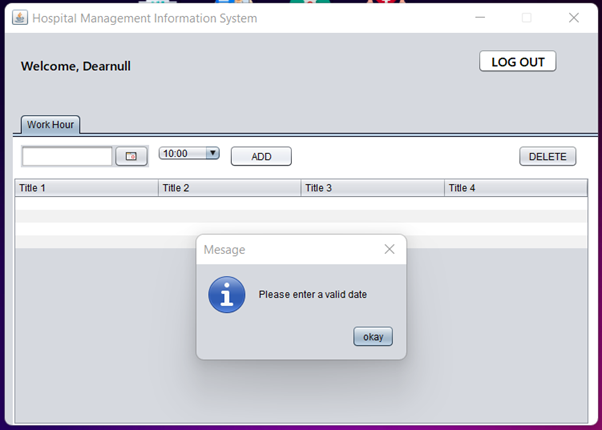 Hospital Management Information System
Welcome, Dearnull
LOG OUT
Work Hour
10:00
ADD
DELETE
Title 1 Title 2 Title 3 Title 4
Mesage
Please enter a valid date
okay